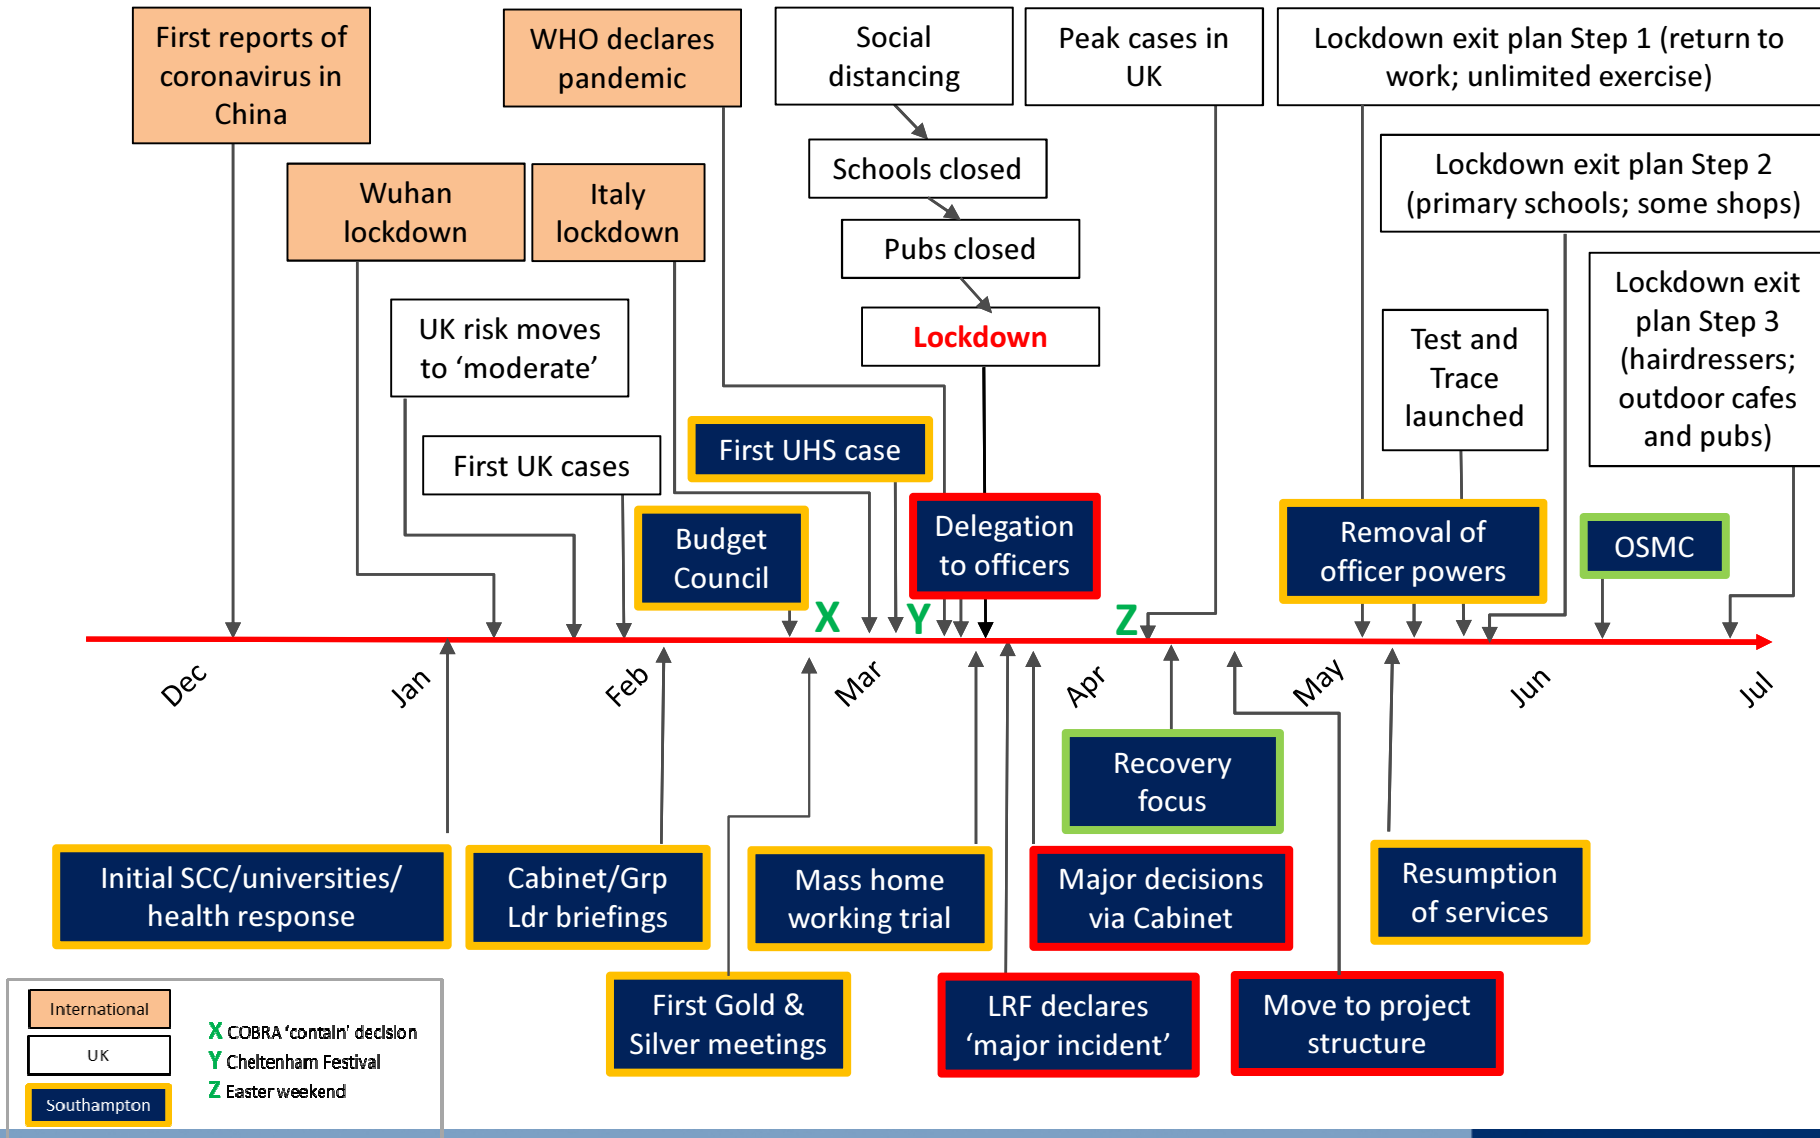 First reports of
coronavirus in
China
WHO declares
pandemic
Social
distancing
Peak cases in
UK
Lockdown exit plan Step 1 (return to
work; unlimited exercise)
Schools closed
Lockdown exit plan Step 2
(primary schools; some shops)
Wuhan
lockdown
Italy
lockdown
Pubs closed
Lockdown exit
plan Step 3
(hairdressers;
outdoor cafes
and pubs)
UK risk moves
to ‘moderate’
Lockdown
Test and
Trace
launched
First UK cases
First UHS case
Budget
Council
Delegation
to officers
Removal of
officer powers
OSMC
X
Y
Z
Dec
Jan
Feb
Mar
Apr
May
Jun
Jul
Recovery
focus
Initial SCC/universities/
health response
Cabinet/Grp
Ldr briefings
Mass home
working trial
Major decisions
via Cabinet
Resumption
of services
First Gold &
Silver meetings
LRF declares
‘major incident’
Move to project
structure
International
UK
Southampton
X COBRA ‘contain’ decision
Y Cheltenham Festival
Z Easter weekend